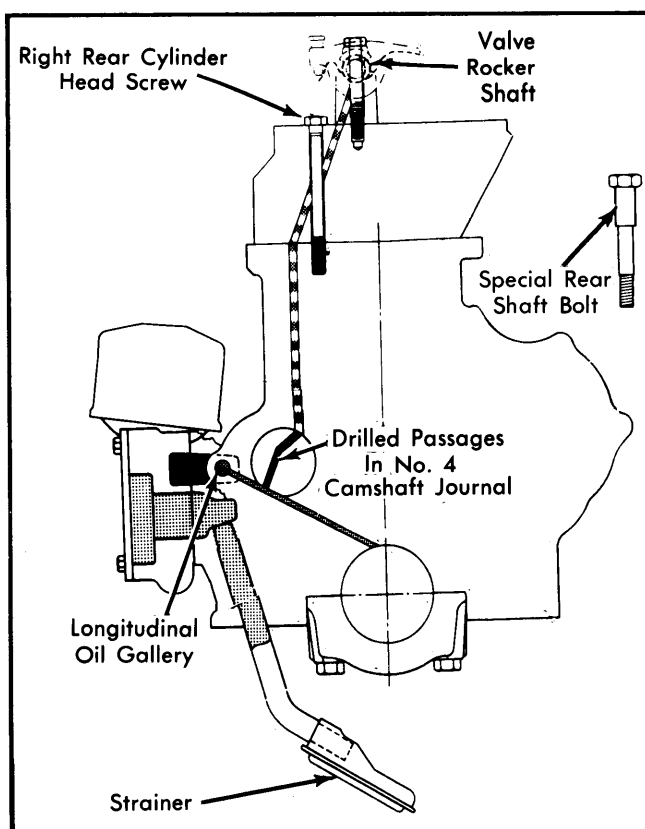 Right Rear Cylinder
Head Screw
Valve
Rocker
Shaft
Special Rear
Shaft Bolt
Drilled Passages
In No. 4
Camshaft Journal
Longitudinal
Oil Gallery
Strainer